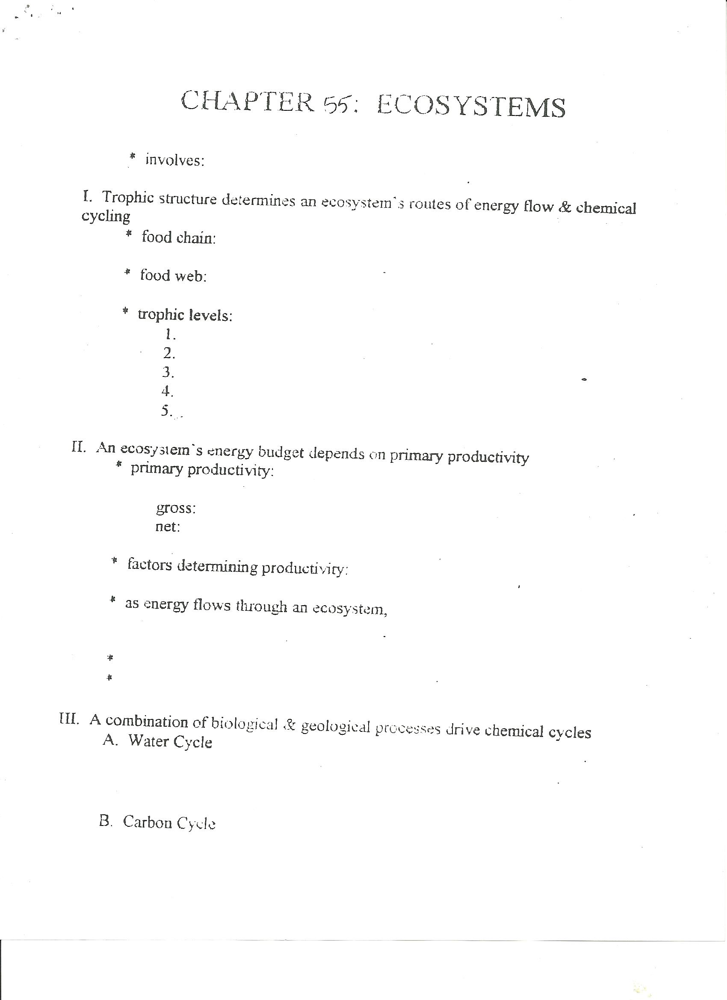 CHAPTER 55: ECOSYSTEMS
* involves:
I. Trophic structure determines an ecosystem`s routes of energy flow & chemical
cycling
* food chain:
* food web:
* trophic levels:
1.
2.
3.
4.
5.
II. An ecosystem`s energy budget depends on primary productivity
* primary productivity:
gross:
net:
* factors determining productivity:
* as energy flows through an ecosystem,
*
*
III. A combination of biological & geological processes drive chemical cycles
A. Water Cycle
B. Carbon Cycle